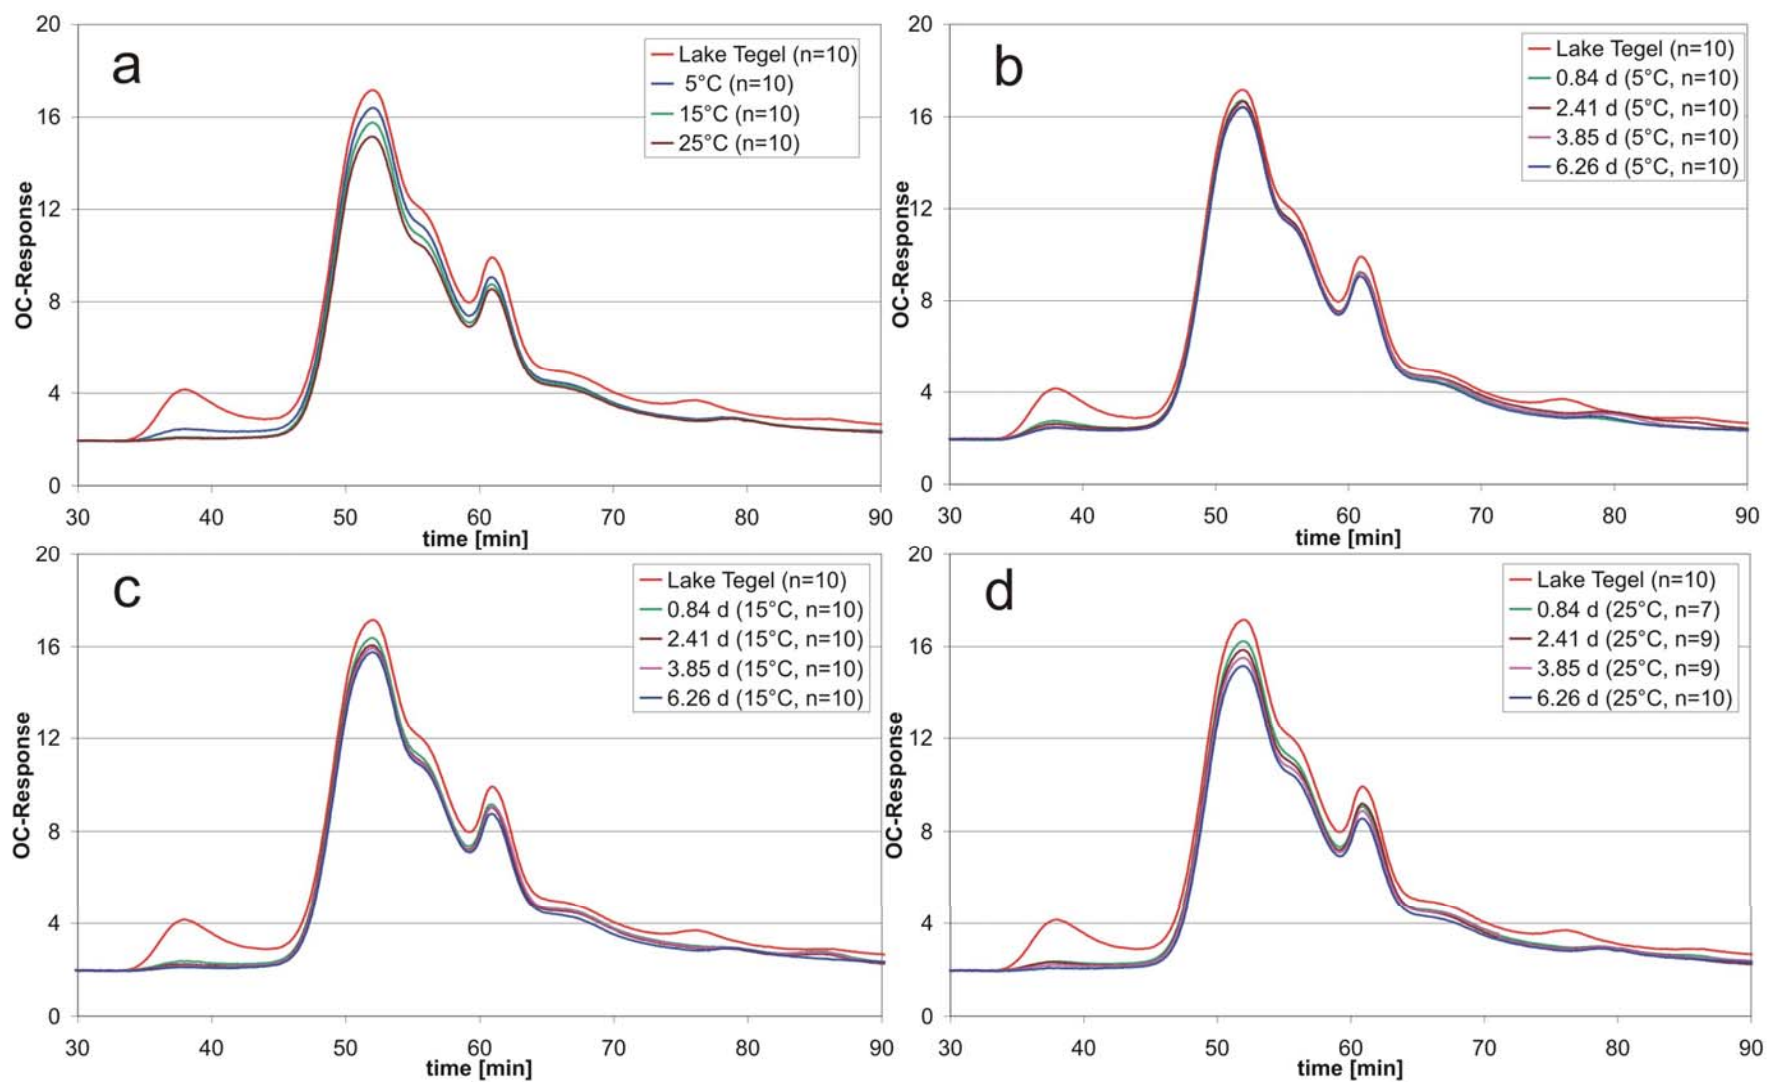 a
20
16
12
8
4
0
OC-Response
30 40 50 60 70 80 90
time [min]
Lake Tegel (n=10)
5°C (n=10)
15°C (n=10)
25°C (n=10)
b
20
16
12
8
4
0
OC-Response
30 40 50 60 70 80 90
time [min]
Lake Tegel (n=10)
0.84 d (5°C, n=10)
2.41 d (5°C, n=10)
3.85 d (5°C, n=10)
6.26 d (5°C, n=10)
c
20
16
12
8
4
0
OC-Response
30 40 50 60 70 80 90
time [min]
Lake Tegel (n=10)
0.84 d (15°C, n=10)
2.41 d (15°C, n=10)
3.85 d (15°C, n=10)
6.26 d (15°C, n=10)
d
20
16
12
8
4
0
OC-Response
30 40 50 60 70 80 90
time [min]
Lake Tegel (n=10)
0.84 d (25°C, n=7)
2.41 d (25°C, n=9)
3.85 d (25°C, n=9)
6.26 d (25°C, n=10)